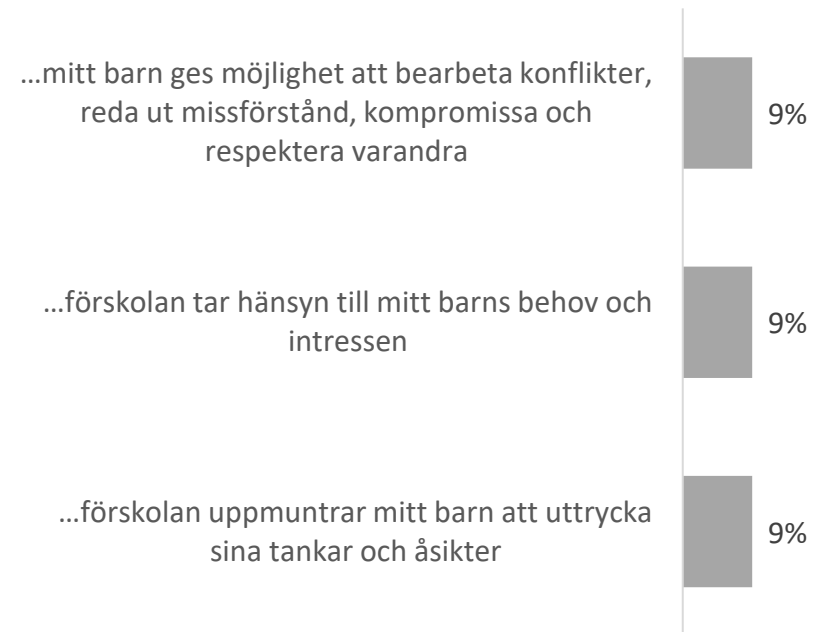 ...mitt barn ges möjlighet att bearbeta konflikter,
reda ut missförstånd, kompromissa och
respektera varandra
9%
...förskolan tar hänsyn till mitt barns behov och
intressen
9%
...förskolan uppmuntrar mitt barn att uttrycka
sina tankar och åsikter
9%